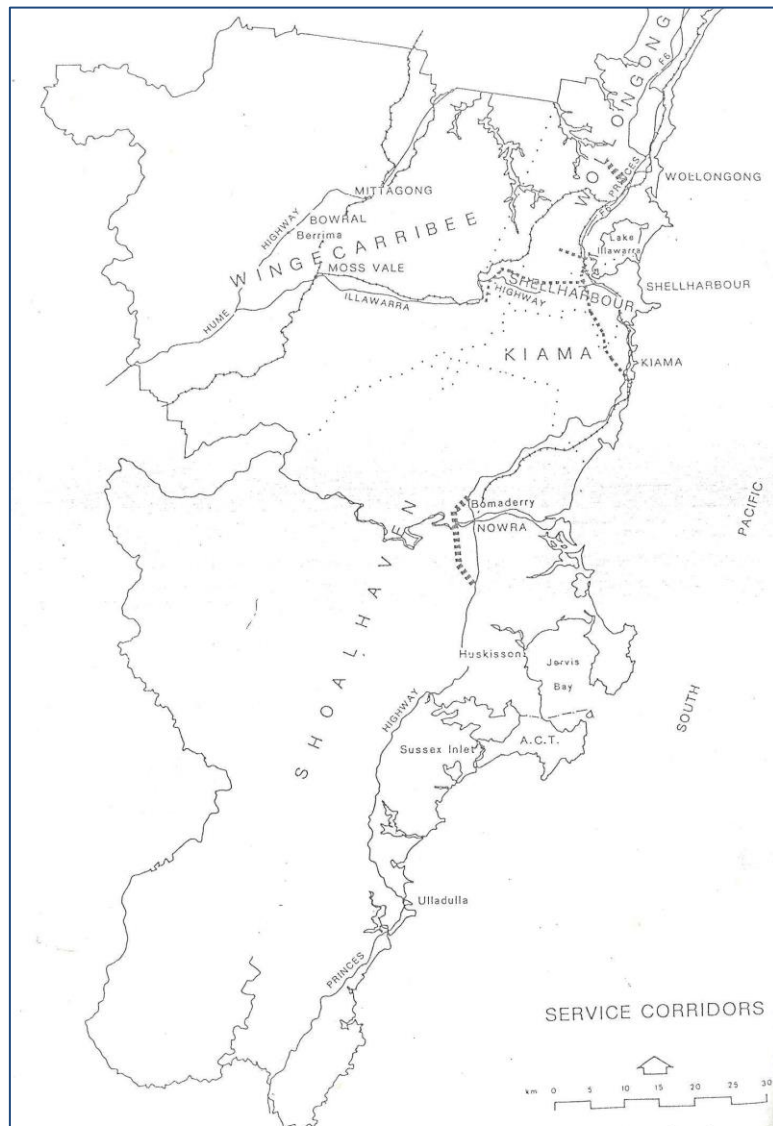 WOLLONGONG
F6
PRINCES
F6
WOLLONGONG
MITTAGONG
HIGHWAY
BOWRAL
Berrima
WINGECARRIBEE
Lake
Illawarra
MOSS VALE
SHELLHARBOUR
SHELLHARBOUR
HIGHWAY
ILLAWARRA
HUME
KIAMA
KIAMA
Bomaderry
NOWRA
PACIFIC
SHOALHAVEN
Huskisson
Jervis
Bay
SOUTH
HIGHWAY
A.C.T.
Sussex Inlet
Ulladulla
PRINCES
SERVICE CORRIDORS
km 0 5 10 15 20 25 30